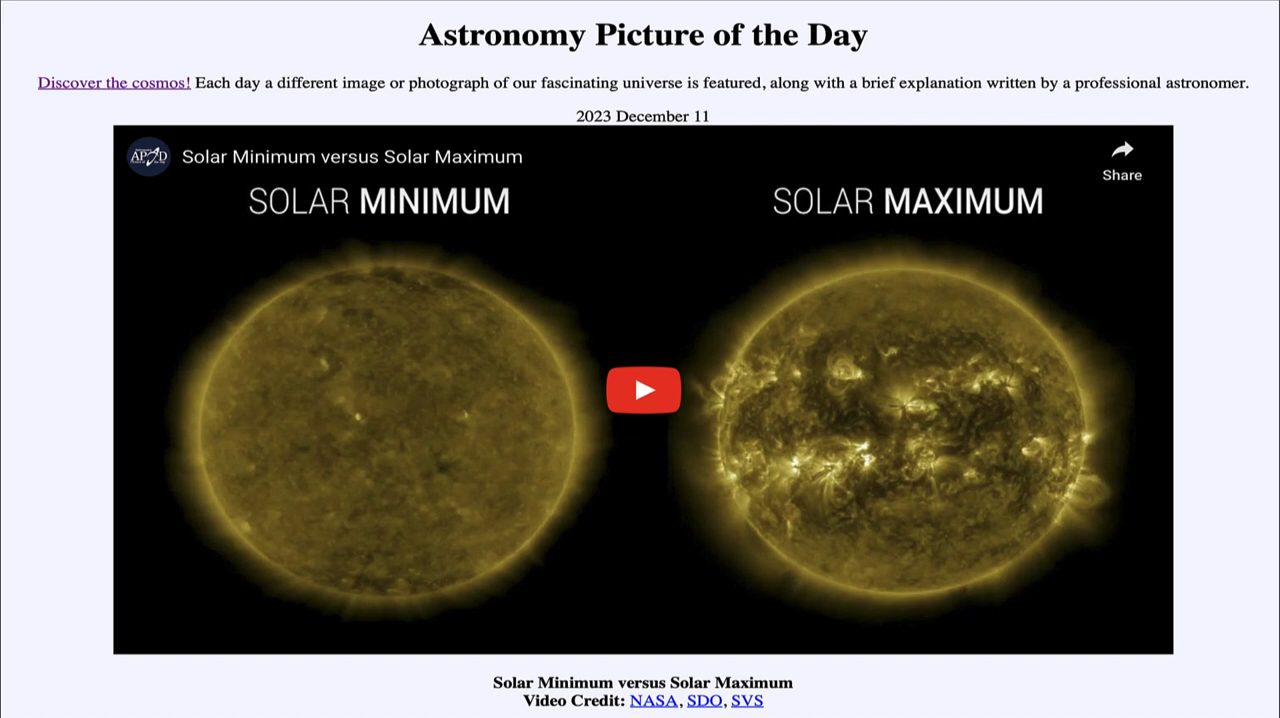 Astronomy Picture of the Day
Discover the cosmos! Each day a different image or photograph of our fascinating universe is featured, along with a brief explanation written by a professional astronomer.
2023 December 11
APOD Solar Minimum versus Solar Maximum
Share
SOLAR MINIMUM SOLAR MAXIMUM
Solar Minimum versus Solar Maximum
Video Credit: NASA, SDO, SVS